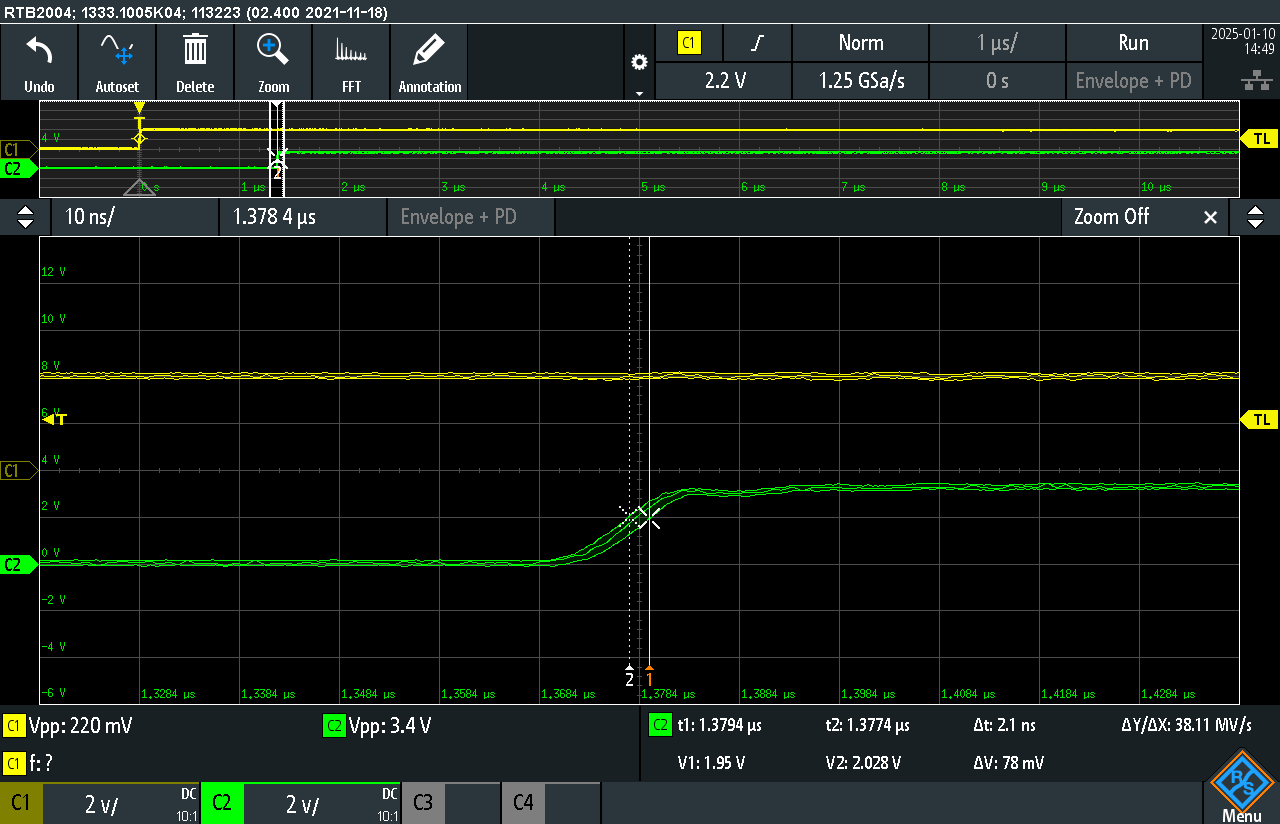 RTB2004; 1333.1005K04; 113223 (02.400 2021-11-18)
Undo
Autoset
Delete
Zoom
FFT
Annotation
C1
Norm
1 µs/
Run
2025-01-10
14:49
2.2 V
1.25 GSa/s
0 s
Envelope + PD
C1
C2
4 V
T
2
TL
0 s
1 µs
2 µs
3 µs
4 µs
5 µs
6 µs
7 µs
8 µs
9 µs
10 µs
10 ns/
1.378 4 µs
Envelope + PD
Zoom Off
12 V
10 V
8 V
6 V
T
TL
4 V
C1
2 V
0 V
C2
-2 V
-4 V
-6 V
2
1
1,3284 µs
1,3384 µs
1,3484 µs
1,3584 µs
1,3684 µs
1,3784 µs
1,3884 µs
1,3984 µs
1,4084 µs
1,4184 µs
1,4284 µs
C1 Vpp: 220 mV
C2 Vpp: 3.4 V
C2 t1: 1.3794 µs
t2: 1.3774 µs
Δt: 2.1 ns
ΔY/ΔX: 38.11 MV/s
C1 f: ?
V1: 1.95 V
V2: 2.028 V
ΔV: 78 mV
C1
2 V/
DC
10:1
C2
2 V/
DC
10:1
C3
C4
R
S
Menu